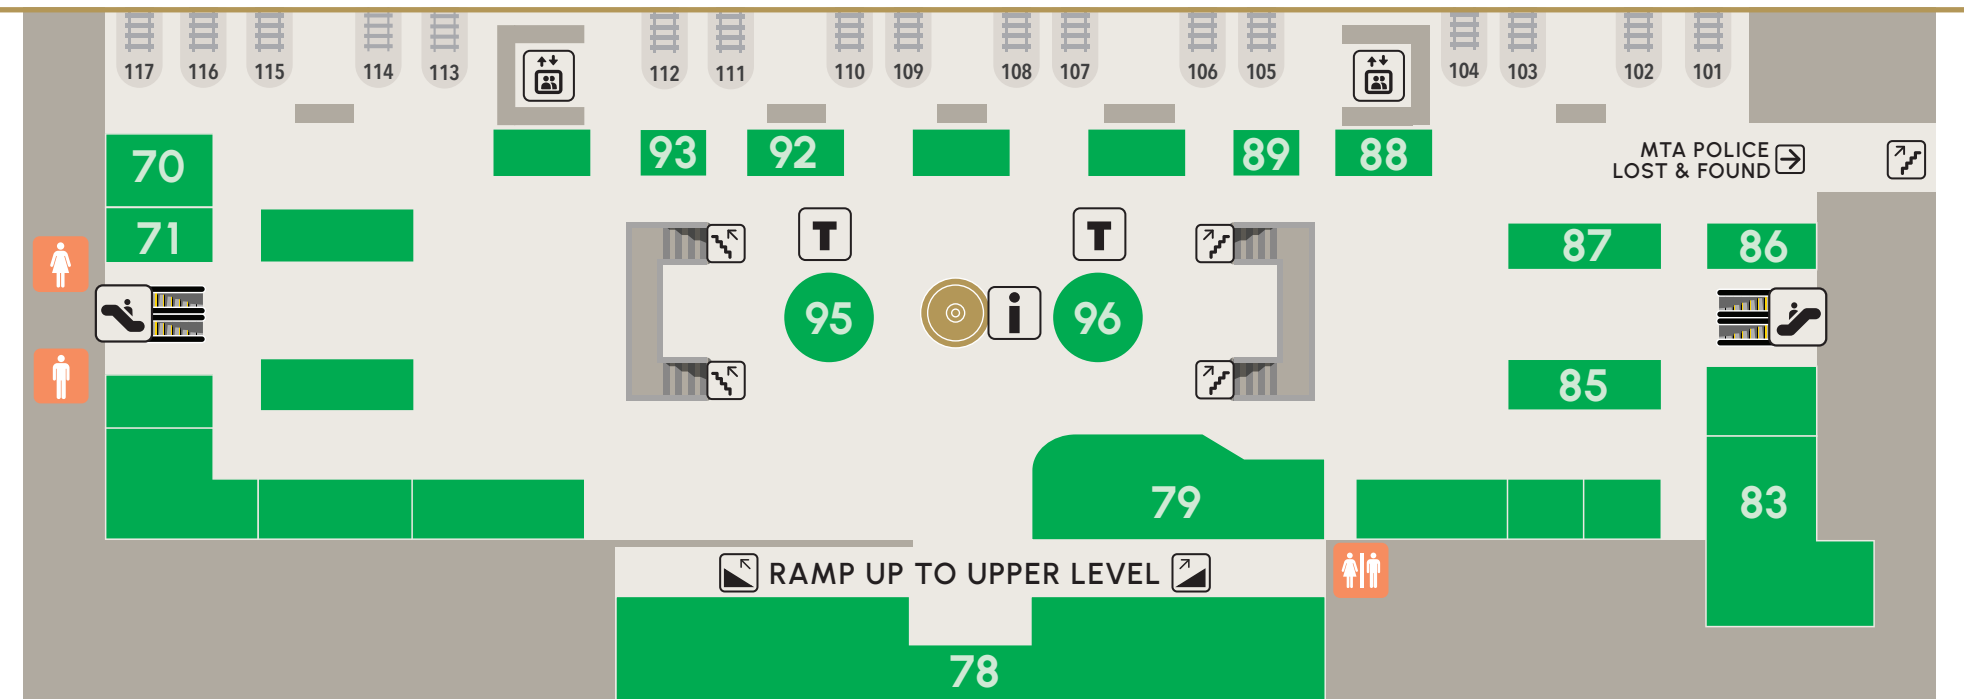 117 116 115 114 113 112 111 110 109 108 107 106 105 104 103 102 101
93 92 89 88
70
MTA POLICE
LOST & FOUND
71
T T
87 86
95 i 96
85
79
83
RAMP UP TO UPPER LEVEL
78